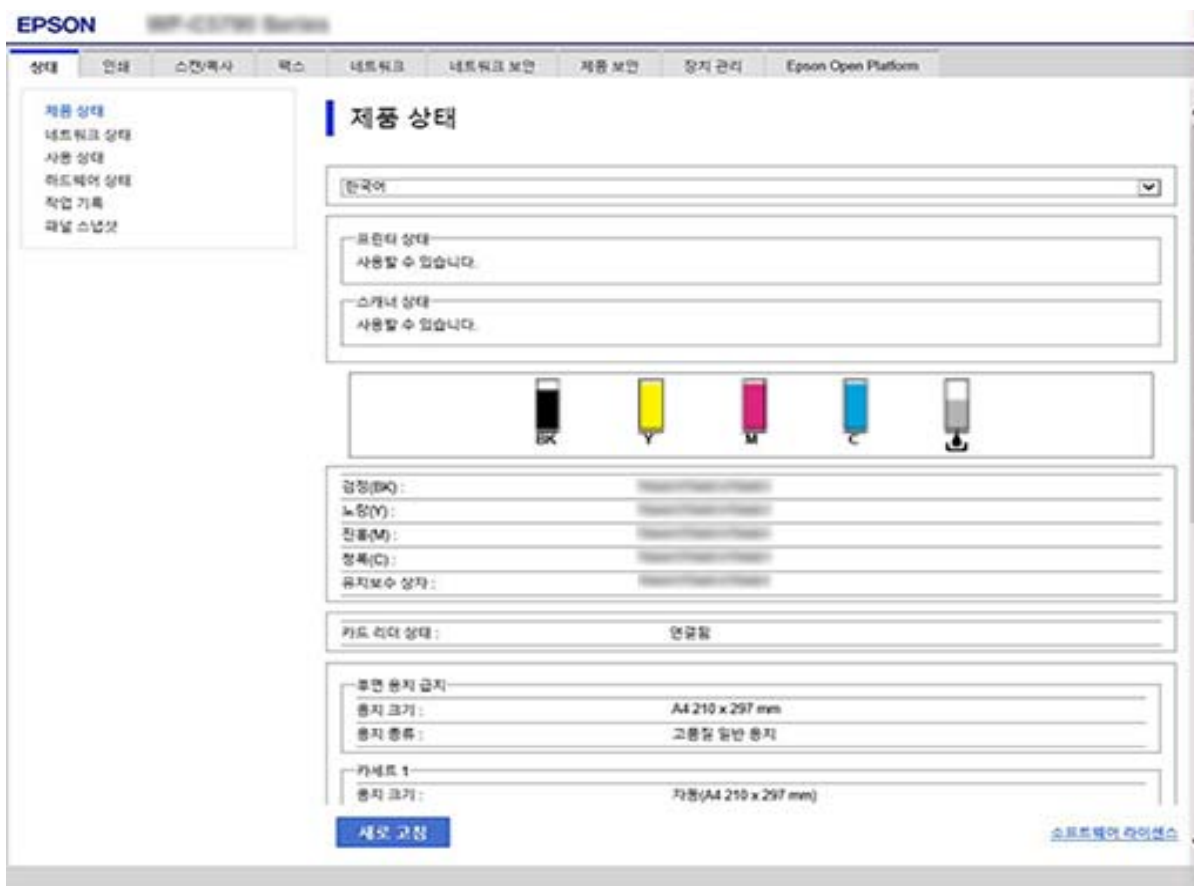 EPSON
상태 인쇄 스캔/복사 팩스 네트워크 네트워크 보안 제품 보안 장치 관리 Epson Open Platform
제품 상태
네트워크 상태
사용 상태
하드웨어 상태
작업 기록
패널 스냅샷
제품 상태
한국어
프린터 상태
사용할 수 있습니다.
스캐너 상태
사용할 수 있습니다.
BK Y M C
검정(BK) :
노랑(Y) :
진홍(M) :
청록(C) :
유지보수 상자 :
카드 리더 상태 : 연결됨
후면 용지 급지
용지 크기 : A4 210 x 297 mm
용지 종류 : 고품질 일반 용지
카세트 1
용지 크기 : 자동(A4 210 x 297 mm)
새로 고침 소프트웨어 라이센스